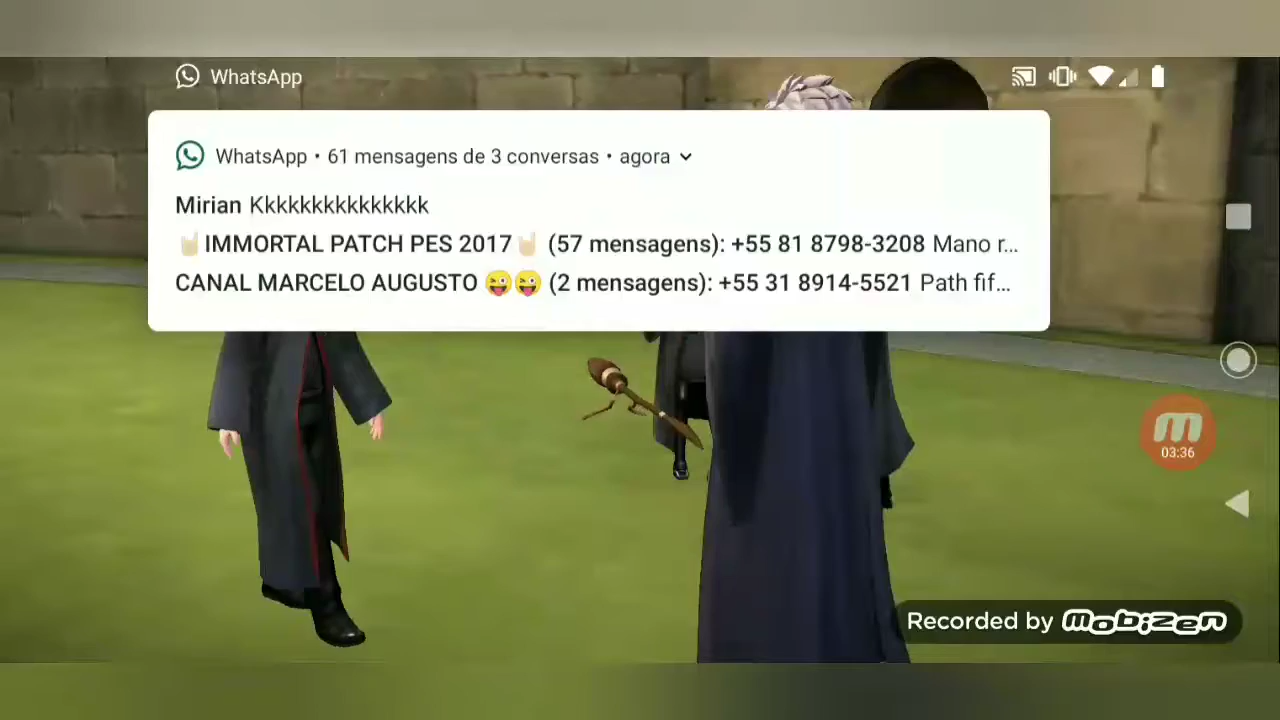 WhatsApp
WhatsApp • 61 mensagens de 3 conversas • agora
Mirian Kkkkkkkkkkkkkkk
🤘🏻IMMORTAL PATCH PES 2017🤘🏻 (57 mensagens): +55 81 8798-3208 Mano r...
CANAL MARCELO AUGUSTO 😜😜 (2 mensagens): +55 31 8914-5521 Path fif...
03:36
Recorded by mobizen